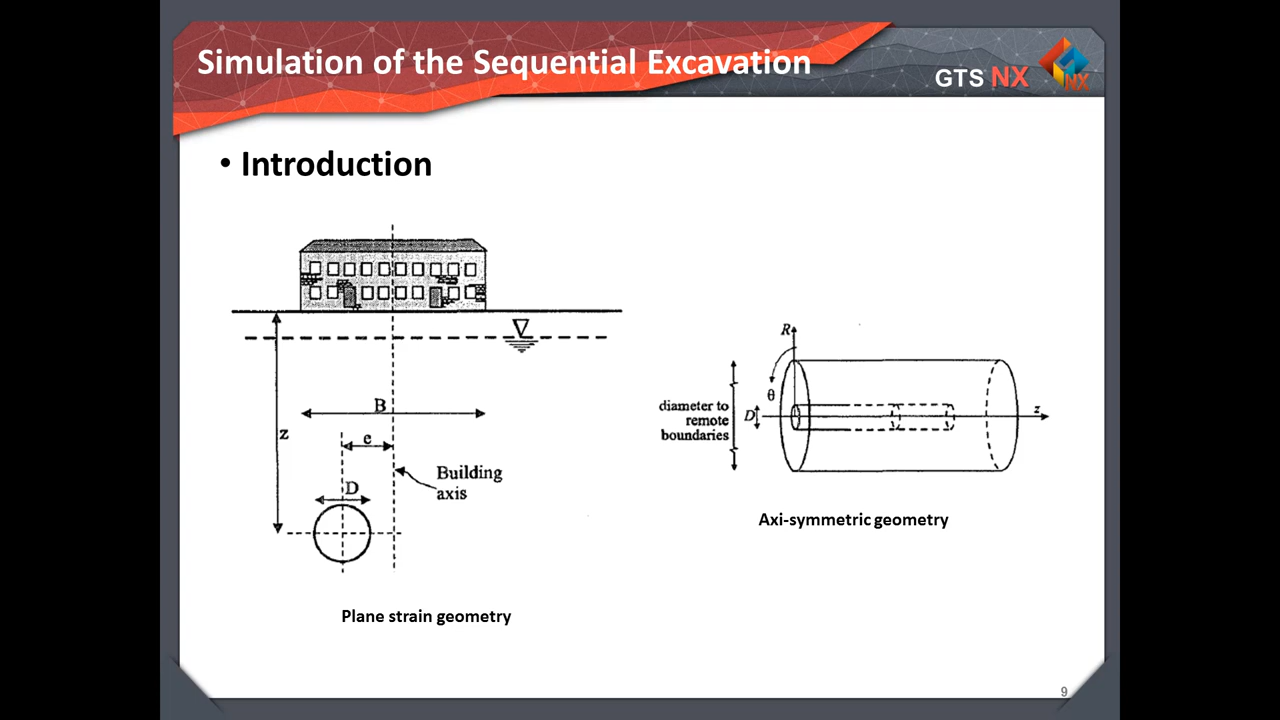 Simulation of the Sequential Excavation
GTS NX
NX
• Introduction
B
z
e
D
Building
axis
Plane strain geometry
R
θ
diameter to
remote
boundaries
D
z
Axi-symmetric geometry
9